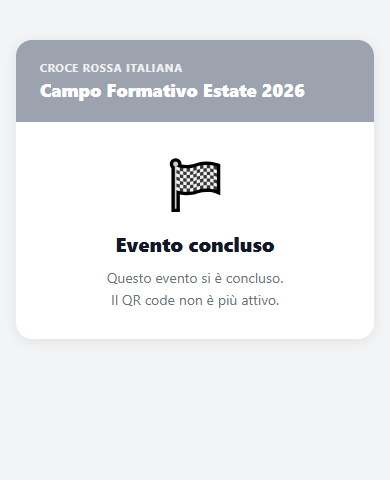 CROCE ROSSA ITALIANA
Campo Formativo Estate 2026
Evento concluso
Questo evento si è concluso.
Il QR code non è più attivo.